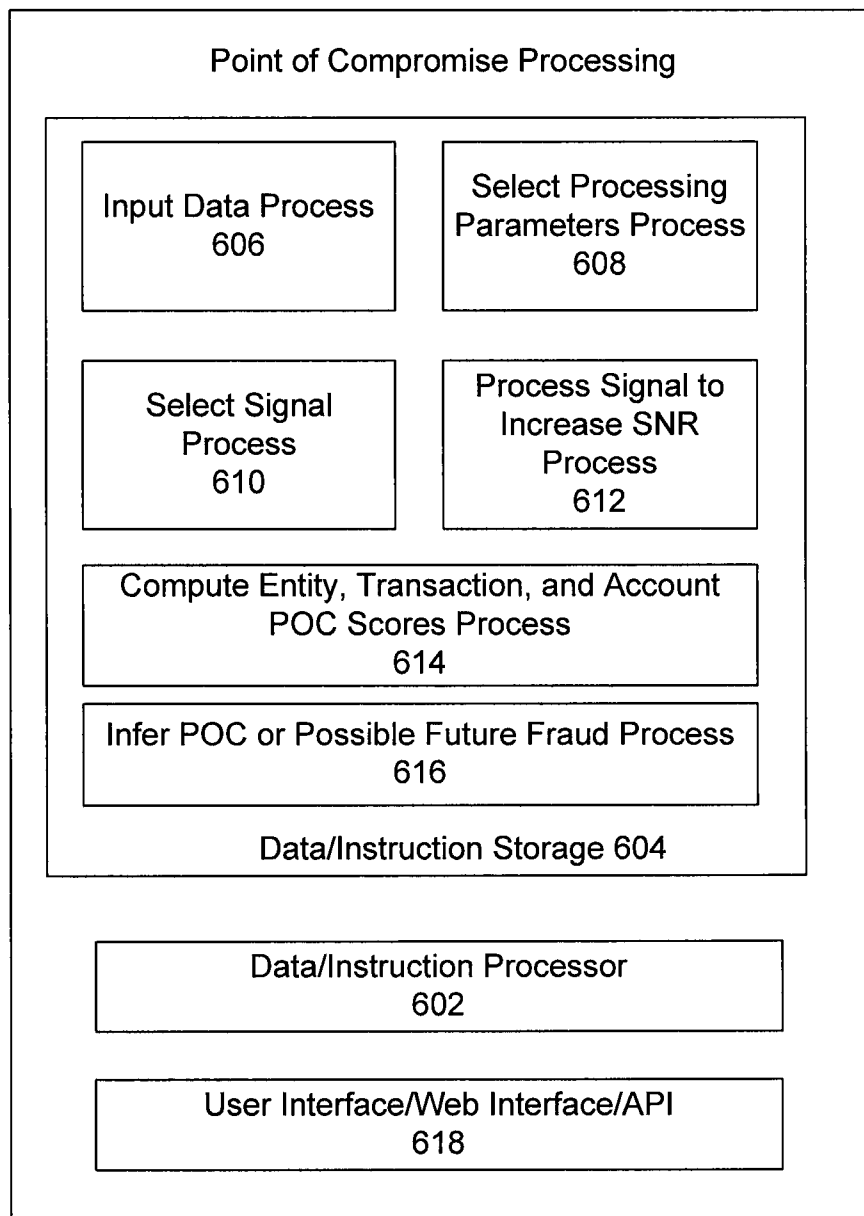 Point of Compromise Processing
Input Data Process
606
Select Processing
Parameters Process
608
Select Signal
Process
610
Process Signal to
Increase SNR
Process
612
Compute Entity, Transaction, and Account
POC Scores Process
614
Infer POC or Possible Future Fraud Process
616
Data/Instruction Storage 604
Data/Instruction Processor
602
User Interface/Web Interface/API
618